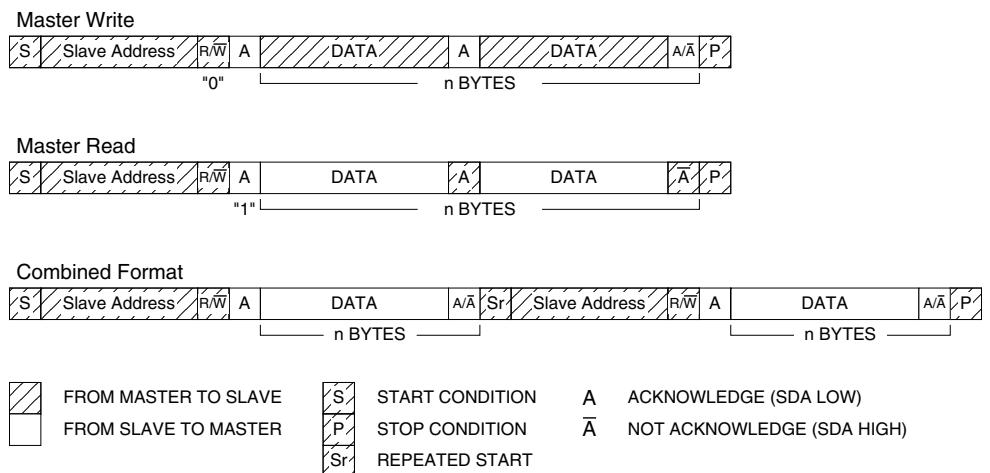 Master Write
S Slave Address R/W̅ A DATA A DATA A/A̅ P
"0" n BYTES
Master Read
S Slave Address R/W̅ A DATA A DATA A̅ P
"1" n BYTES
Combined Format
S Slave Address R/W̅ A DATA A/A̅ Sr Slave Address R/W̅ A DATA A/A̅ P
n BYTES n BYTES
FROM MASTER TO SLAVE S START CONDITION A ACKNOWLEDGE (SDA LOW)
FROM SLAVE TO MASTER P STOP CONDITION A̅ NOT ACKNOWLEDGE (SDA HIGH)
Sr REPEATED START